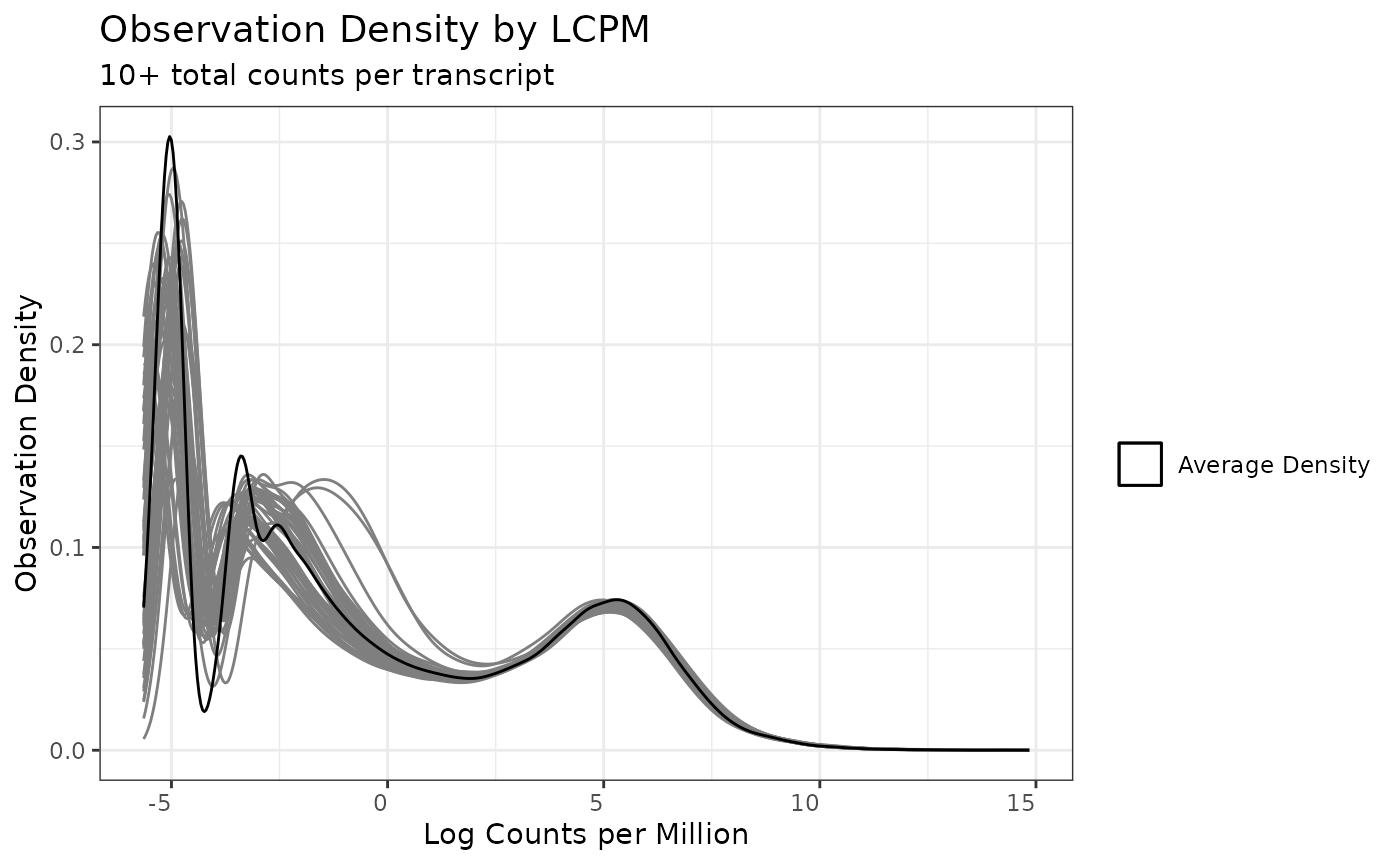 Observation Density by LCPM
10+ total counts per transcript
Observation Density
0.3
0.2
0.1
0.0
-5
0
5
10
15
Log Counts per Million
Average Density